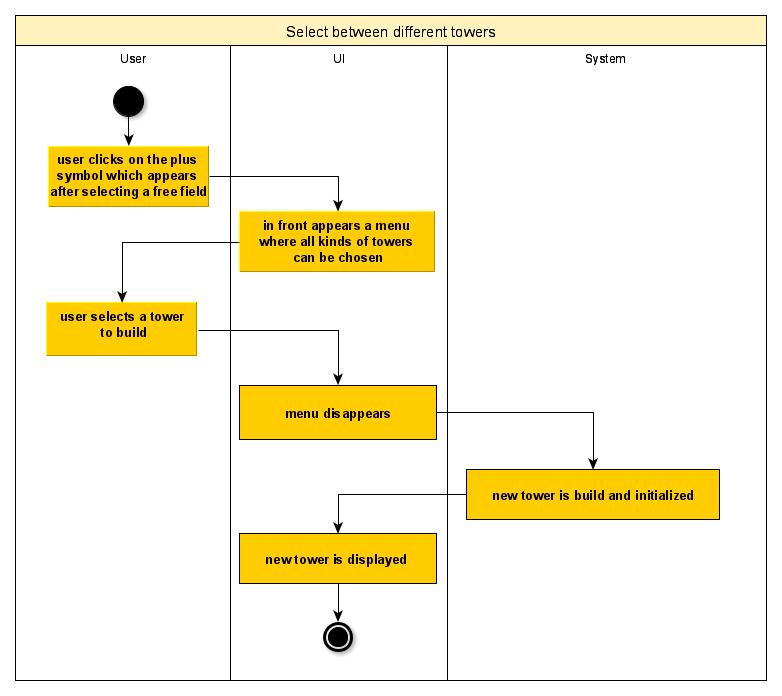 Select between different towers
User
UI
System
user clicks on the plus
symbol which appears
after selecting a free field
in front appears a menu
where all kinds of towers
can be chosen
user selects a tower
to build
menu disappears
new tower is build and initialized
new tower is displayed